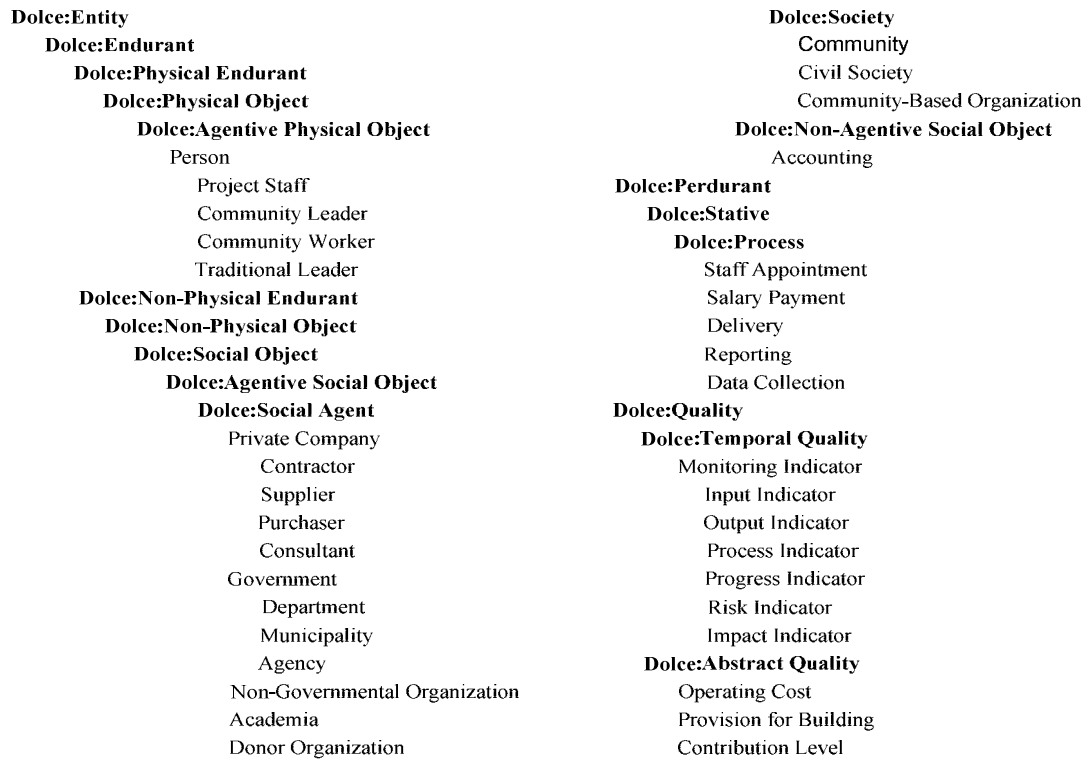 Dolce:Entity
Dolce:Endurant
Dolce:Physical Endurant
Dolce:Physical Object
Dolce:Agentive Physical Object
Person
Project Staff
Community Leader
Community Worker
Traditional Leader
Dolce:Non-Physical Endurant
Dolce:Non-Physical Object
Dolce:Social Object
Dolce:Agentive Social Object
Dolce:Social Agent
Private Company
Contractor
Supplier
Purchaser
Consultant
Government
Department
Municipality
Agency
Non-Governmental Organization
Academia
Donor Organization
Dolce:Society
Community
Civil Society
Community-Based Organization
Dolce:Non-Agentive Social Object
Accounting
Dolce:Perdurant
Dolce:Stative
Dolce:Process
Staff Appointment
Salary Payment
Delivery
Reporting
Data Collection
Dolce:Quality
Dolce:Temporal Quality
Monitoring Indicator
Input Indicator
Output Indicator
Process Indicator
Progress Indicator
Risk Indicator
Impact Indicator
Dolce:Abstract Quality
Operating Cost
Provision for Building
Contribution Level